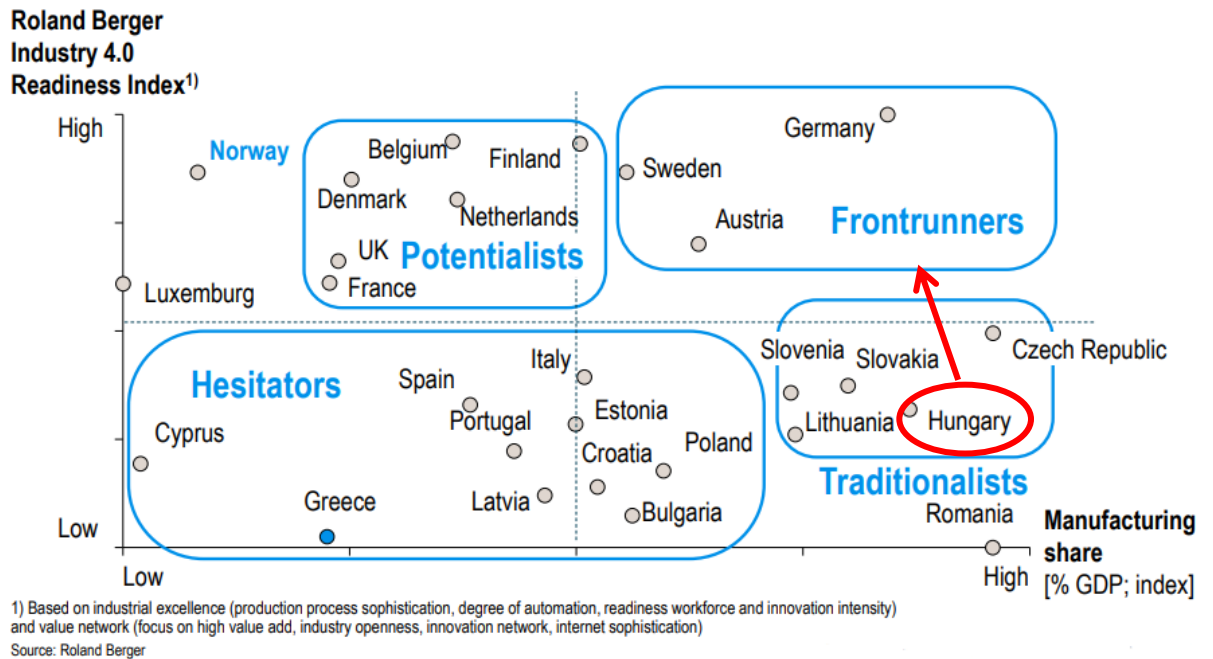 Roland Berger
Industry 4.0
Readiness Index1)
High
Norway
Belgium
Finland
Germany
Sweden
Denmark
Netherlands
Austria
Frontrunners
UK
Potentialists
France
Luxemburg
Slovenia
Slovakia
Czech Republic
Italy
Hesitators
Spain
Estonia
Portugal
Lithuania
Hungary
Cyprus
Croatia
Poland
Traditionalists
Greece
Latvia
Bulgaria
Romania
Low
Manufacturing
share
[% GDP; index]
Low
High
1) Based on industrial excellence (production process sophistication, degree of automation, readiness workforce and innovation intensity)
and value network (focus on high value add, industry openness, innovation network, internet sophistication)
Source: Roland Berger